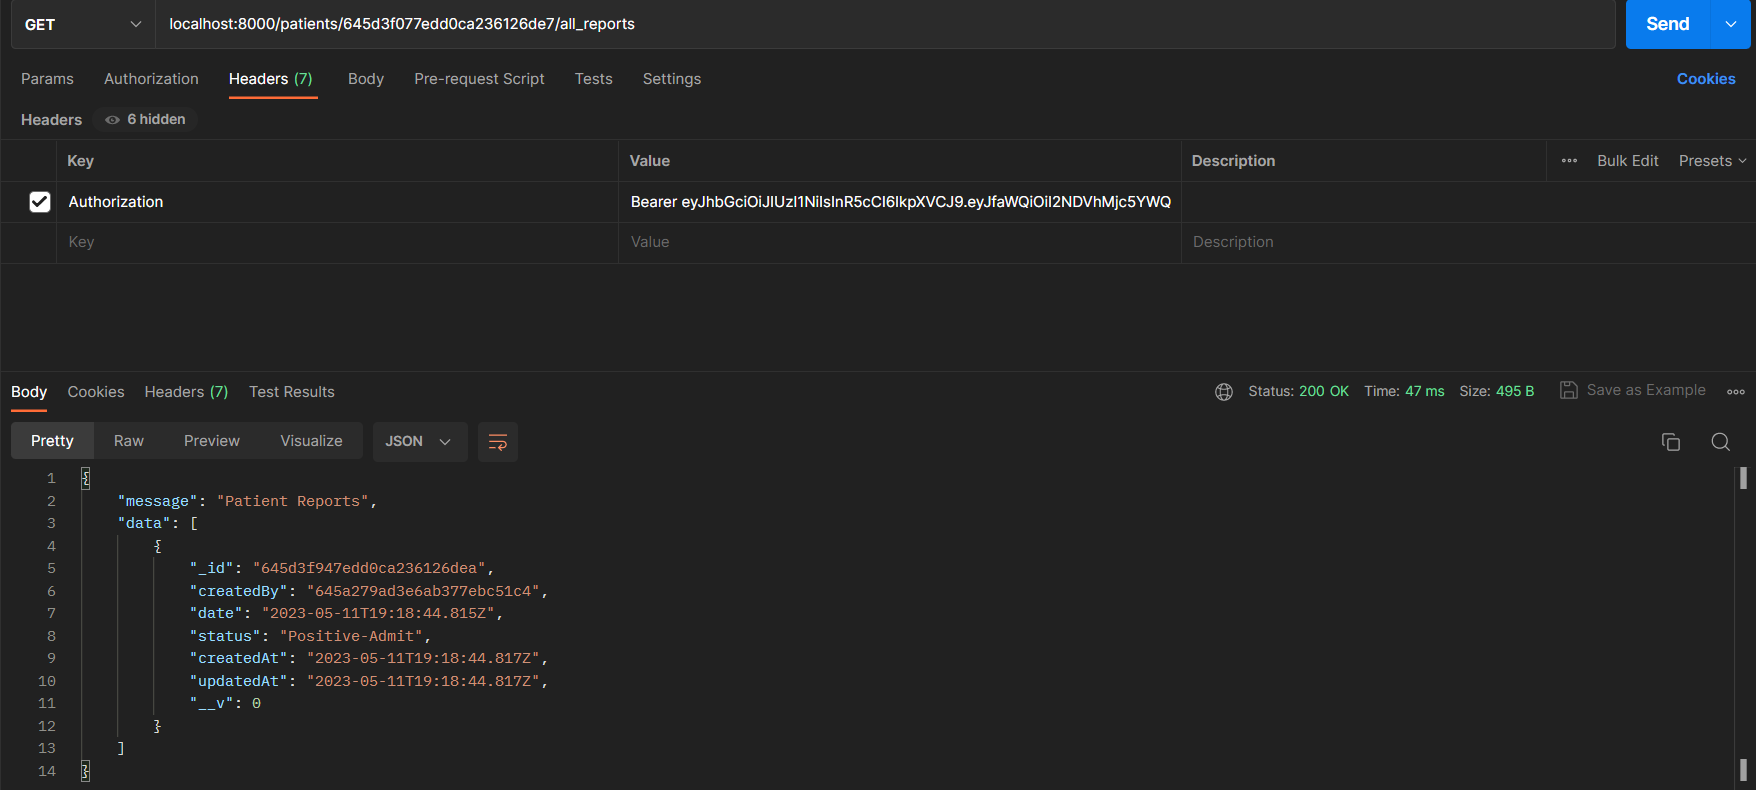 GET localhost:8000/patients/645d3f077edd0ca236126de7/all_reports Send
Params Authorization Headers (7) Body Pre-request Script Tests Settings Cookies
Headers 6 hidden
Key Value Description ••• Bulk Edit Presets
Authorization Bearer eyJhbGciOiJIUzI1NiIsInR5cCI6IkpXVCJ9.eyJfaWQiOiI2NDVhMjc5YWQ
Key Value Description
Body Cookies Headers (7) Test Results Status: 200 OK Time: 47 ms Size: 495 B Save as Example
Pretty Raw Preview Visualize JSON
1 {
2 "message": "Patient Reports",
3 "data": [
4 {
5 "_id": "645d3f947edd0ca236126dea",
6 "createdBy": "645a279ad3e6ab377ebc51c4",
7 "date": "2023-05-11T19:18:44.815Z",
8 "status": "Positive-Admit",
9 "createdAt": "2023-05-11T19:18:44.817Z",
10 "updatedAt": "2023-05-11T19:18:44.817Z",
11 "__v": 0
12 }
13 ]
14 }